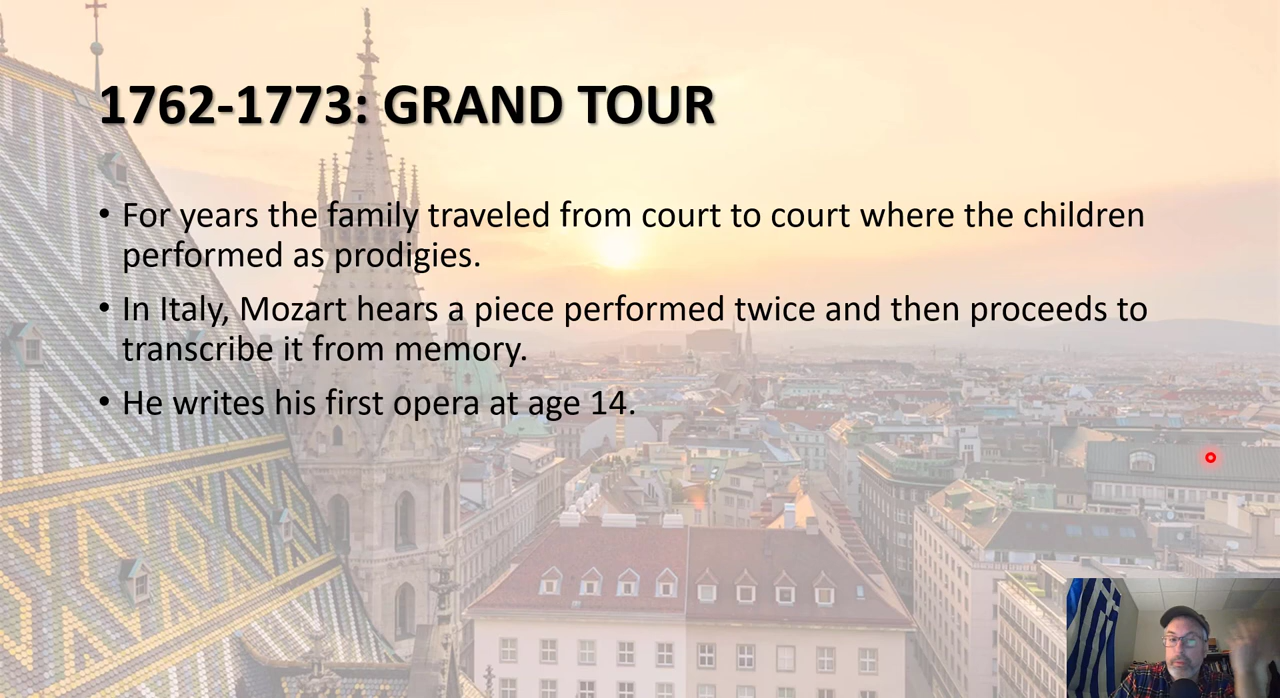 1762-1773: GRAND TOUR
• For years the family traveled from court to court where the children
performed as prodigies.
• In Italy, Mozart hears a piece performed twice and then proceeds to
transcribe it from memory.
• He writes his first opera at age 14.